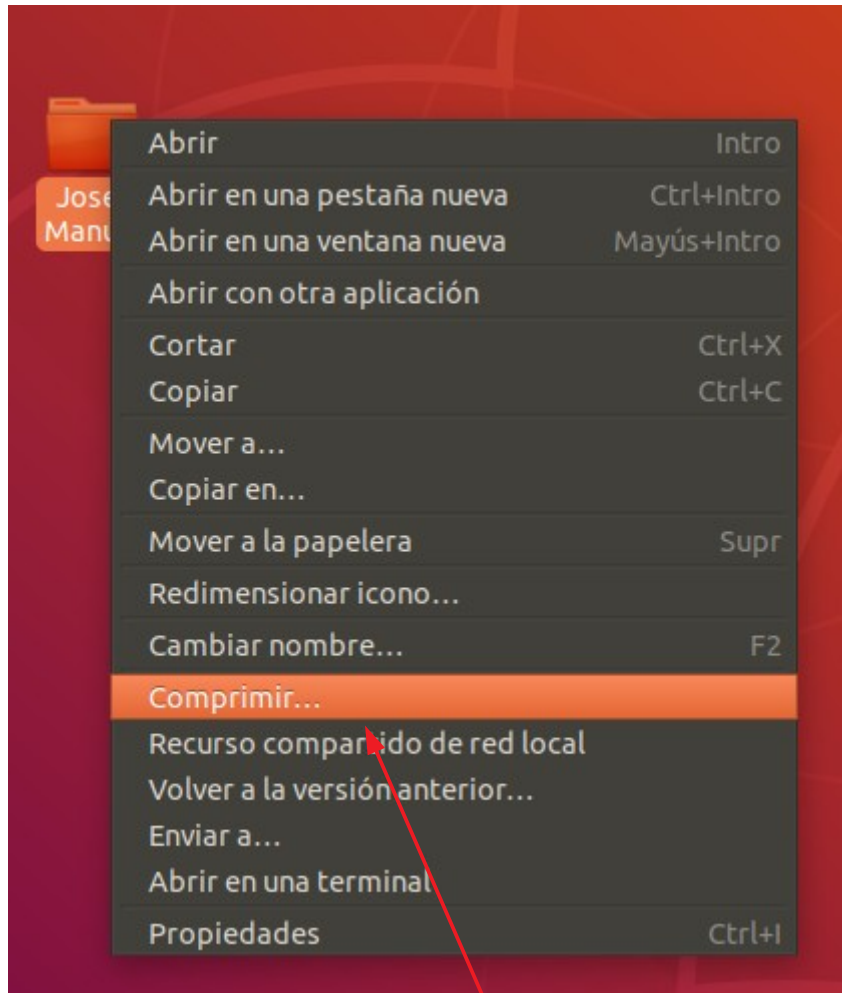 Jose
Manu
Abrir Intro
Abrir en una pestaña nueva Ctrl+Intro
Abrir en una ventana nueva Mayús+Intro
Abrir con otra aplicación
Cortar Ctrl+X
Copiar Ctrl+C
Mover a...
Copiar en...
Mover a la papelera Supr
Redimensionar icono...
Cambiar nombre... F2
Comprimir...
Recurso compartido de red local
Volver a la versión anterior...
Enviar a...
Abrir en una terminal
Propiedades Ctrl+I